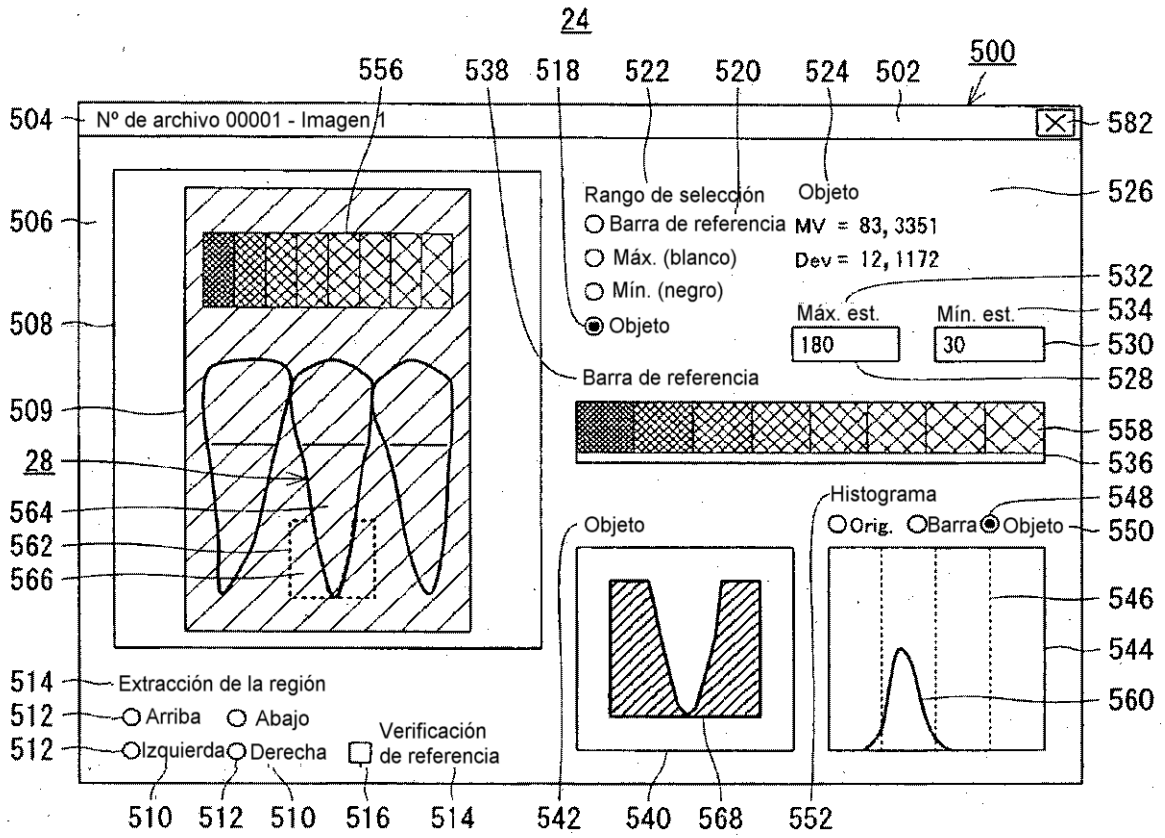 24
556 538 518 522 520 524 502 500
504 Nº de archivo 00001 - Imagen 1 582
506 Rango de selección Objeto 526
Barra de referencia MV = 83,3351
Máx. (blanco) Dev = 12,1172 532
Mín. (negro) Máx. est. Mín. est. 534
508 Objeto 180 30 530
Barra de referencia 528
509 558
28 536
564 Histograma 548
562 Objeto Orig. Barra Objeto 550
566 546
544
514 Extracción de la región 560
512 Arriba Abajo Verificación
512 Izquierda Derecha de referencia
510 512 510 516 514 542 540 568 552